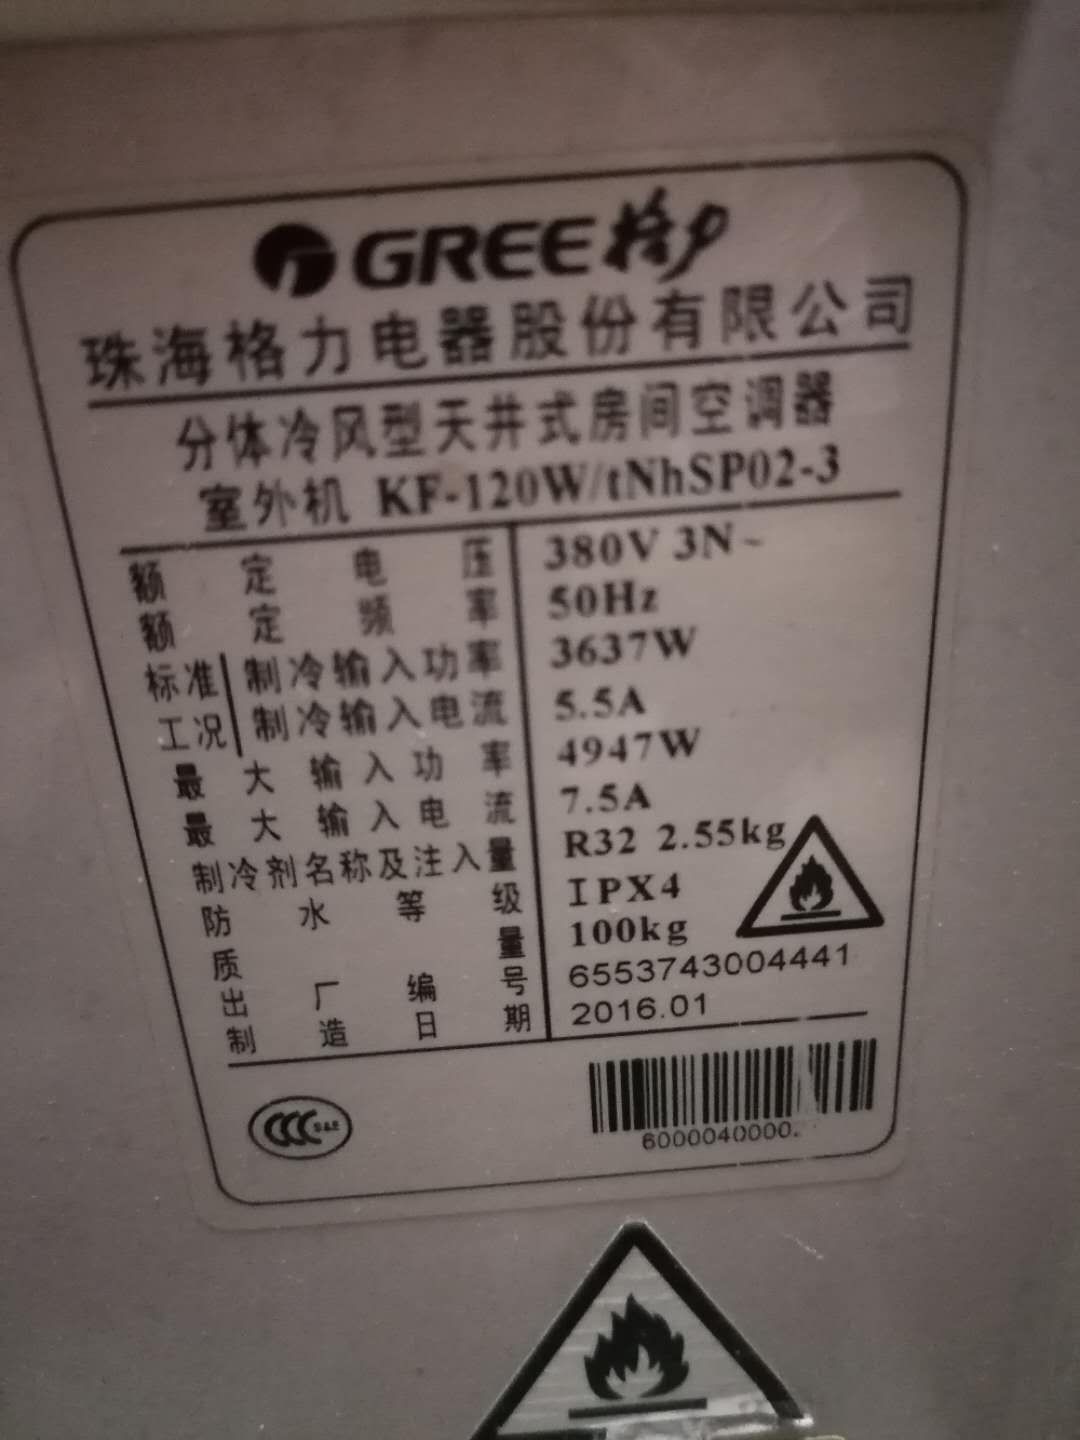 GREE格力
珠海格力电器股份有限公司
分体冷风型天井式房间空调器
室外机 KF-120W/tNhSP02-3
额定电压 380V 3N~
额定频率 50Hz
标准工况 制冷输入功率 3637W
制冷输入电流 5.5A
最大输入功率 4947W
最大输入电流 7.5A
制冷剂名称及注入量 R32 2.55kg
防水等级 IPX4
质量 100kg
出厂编号 6553743004441
制造日期 2016.01
CCC S&E
6000040000